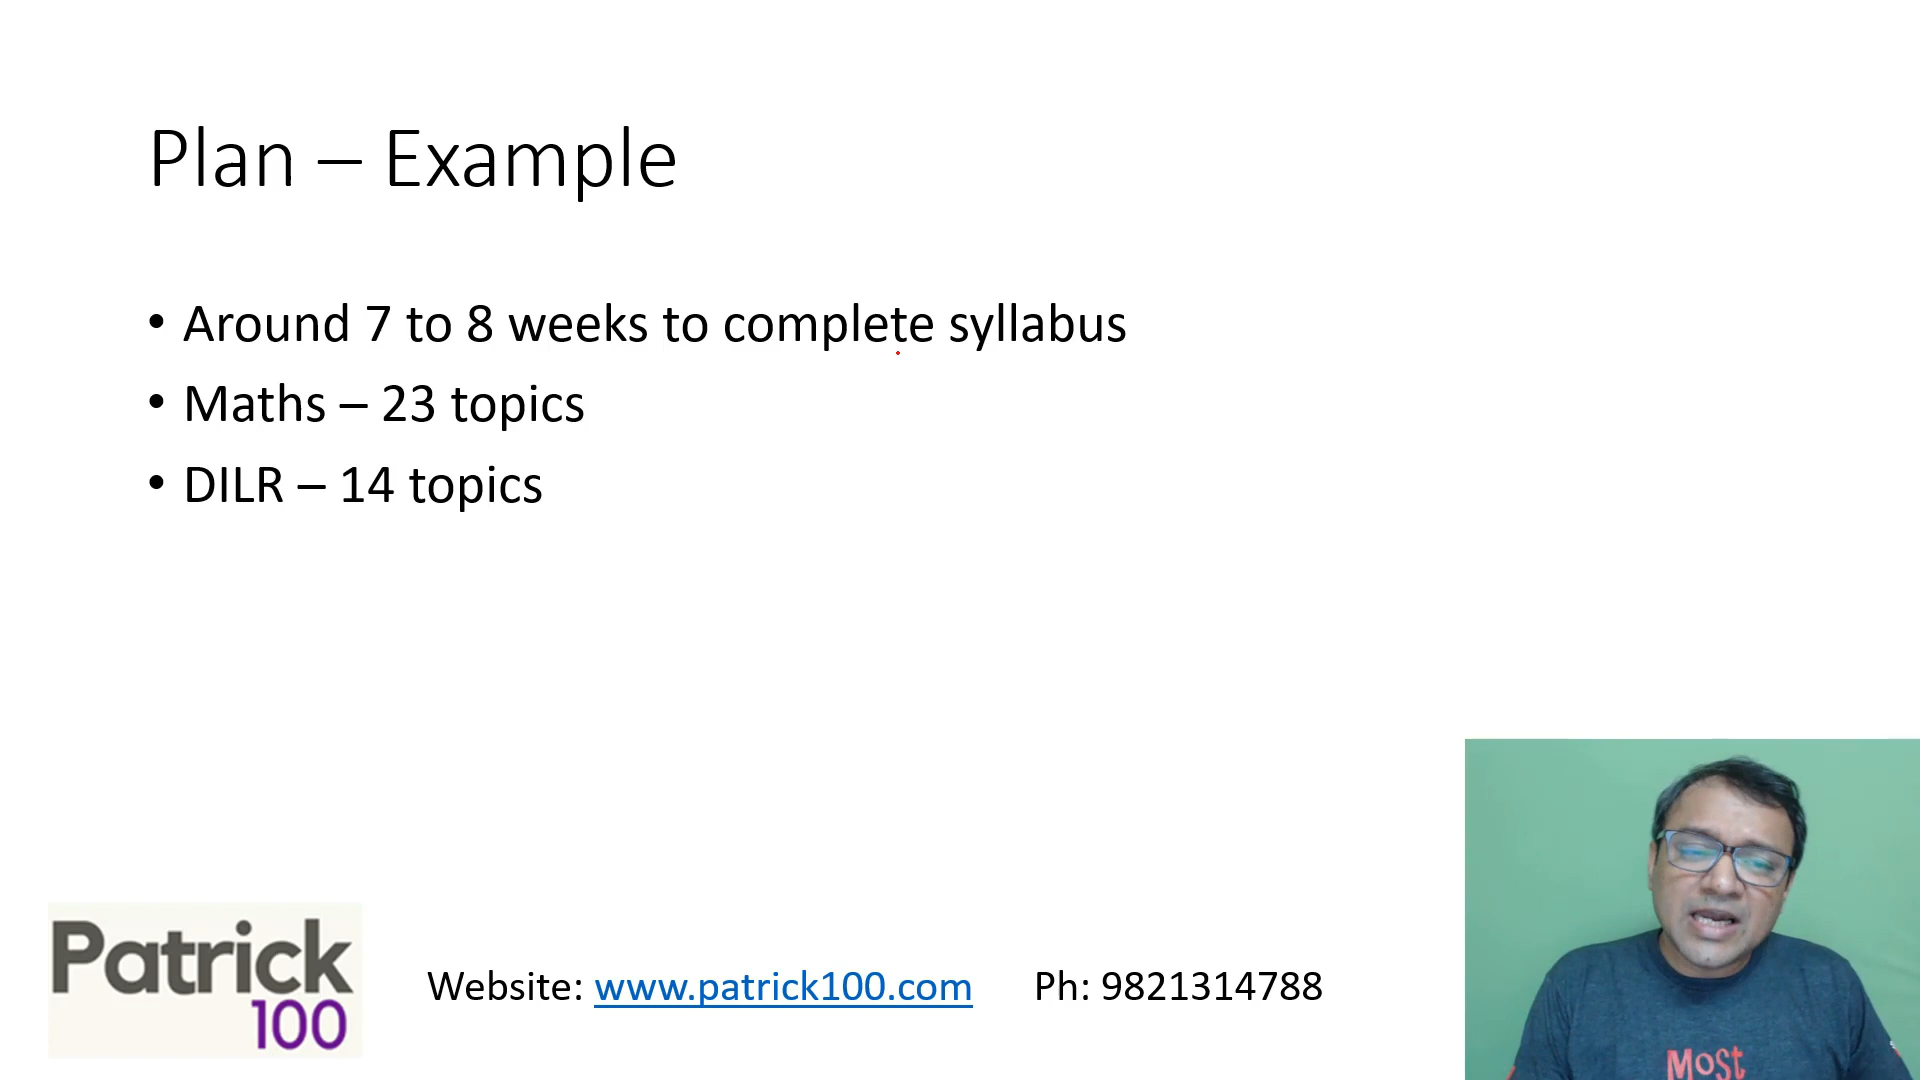 Plan – Example
• Around 7 to 8 weeks to complete syllabus
• Maths – 23 topics
• DILR – 14 topics
Patrick
100
Website: www.patrick100.com Ph: 9821314788
MoST